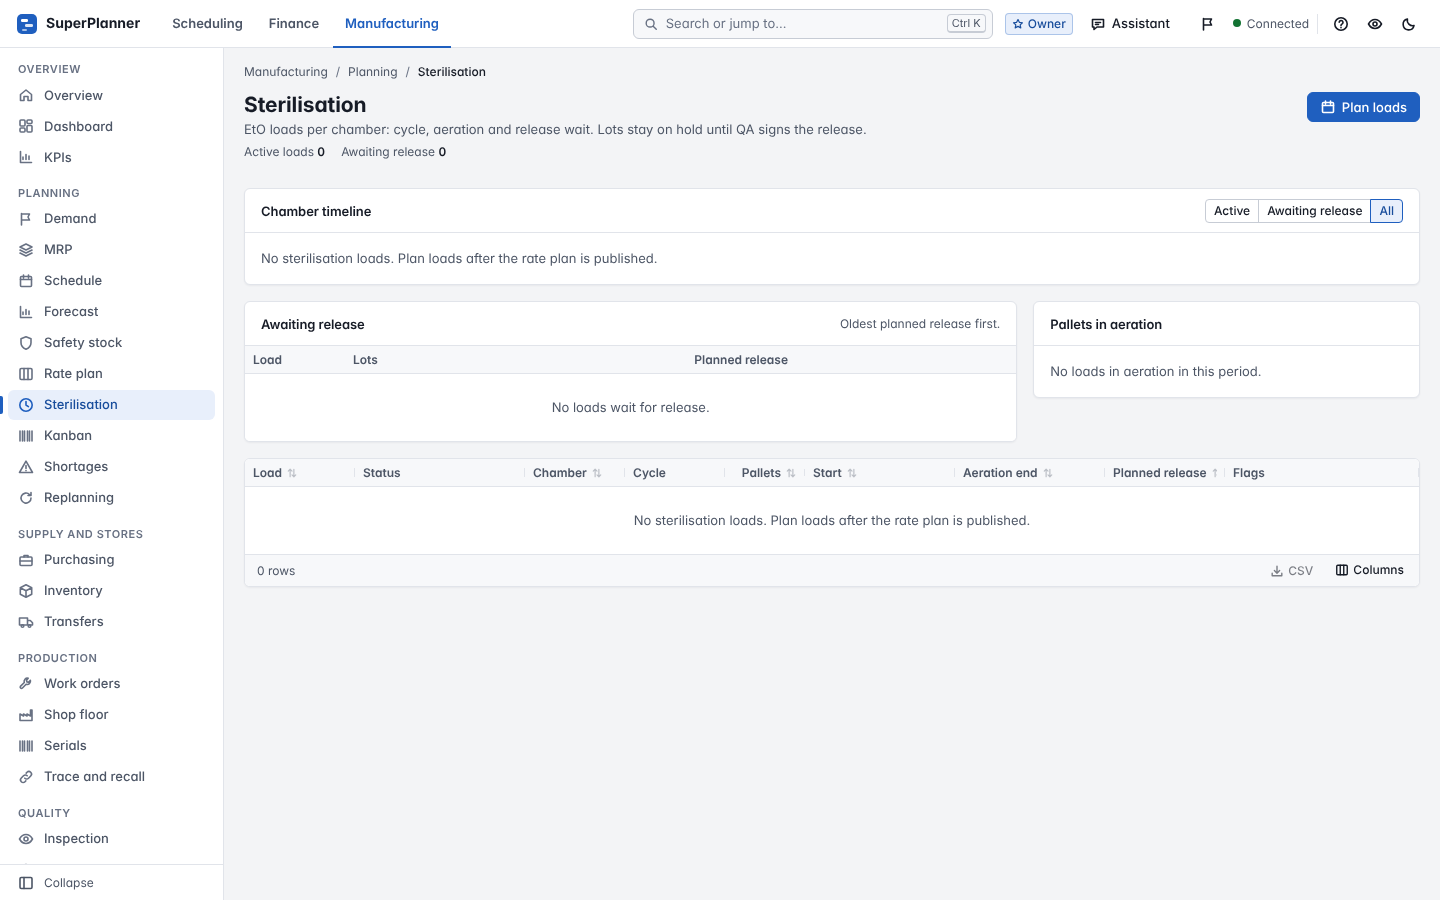 SuperPlanner
Scheduling
Finance
Manufacturing
Search or jump to...
Ctrl K
Owner
Assistant
Connected
OVERVIEW
Overview
Dashboard
KPIs
PLANNING
Demand
MRP
Schedule
Forecast
Safety stock
Rate plan
Sterilisation
Kanban
Shortages
Replanning
SUPPLY AND STORES
Purchasing
Inventory
Transfers
PRODUCTION
Work orders
Shop floor
Serials
Trace and recall
QUALITY
Inspection
Collapse
Manufacturing / Planning / Sterilisation
Sterilisation
Plan loads
EtO loads per chamber: cycle, aeration and release wait. Lots stay on hold until QA signs the release.
Active loads 0 Awaiting release 0
Chamber timeline
Active Awaiting release All
No sterilisation loads. Plan loads after the rate plan is published.
Awaiting release
Oldest planned release first.
Load Lots Planned release
No loads wait for release.
Pallets in aeration
No loads in aeration in this period.
Load Status Chamber Cycle Pallets Start Aeration end Planned release Flags
No sterilisation loads. Plan loads after the rate plan is published.
0 rows
CSV
Columns